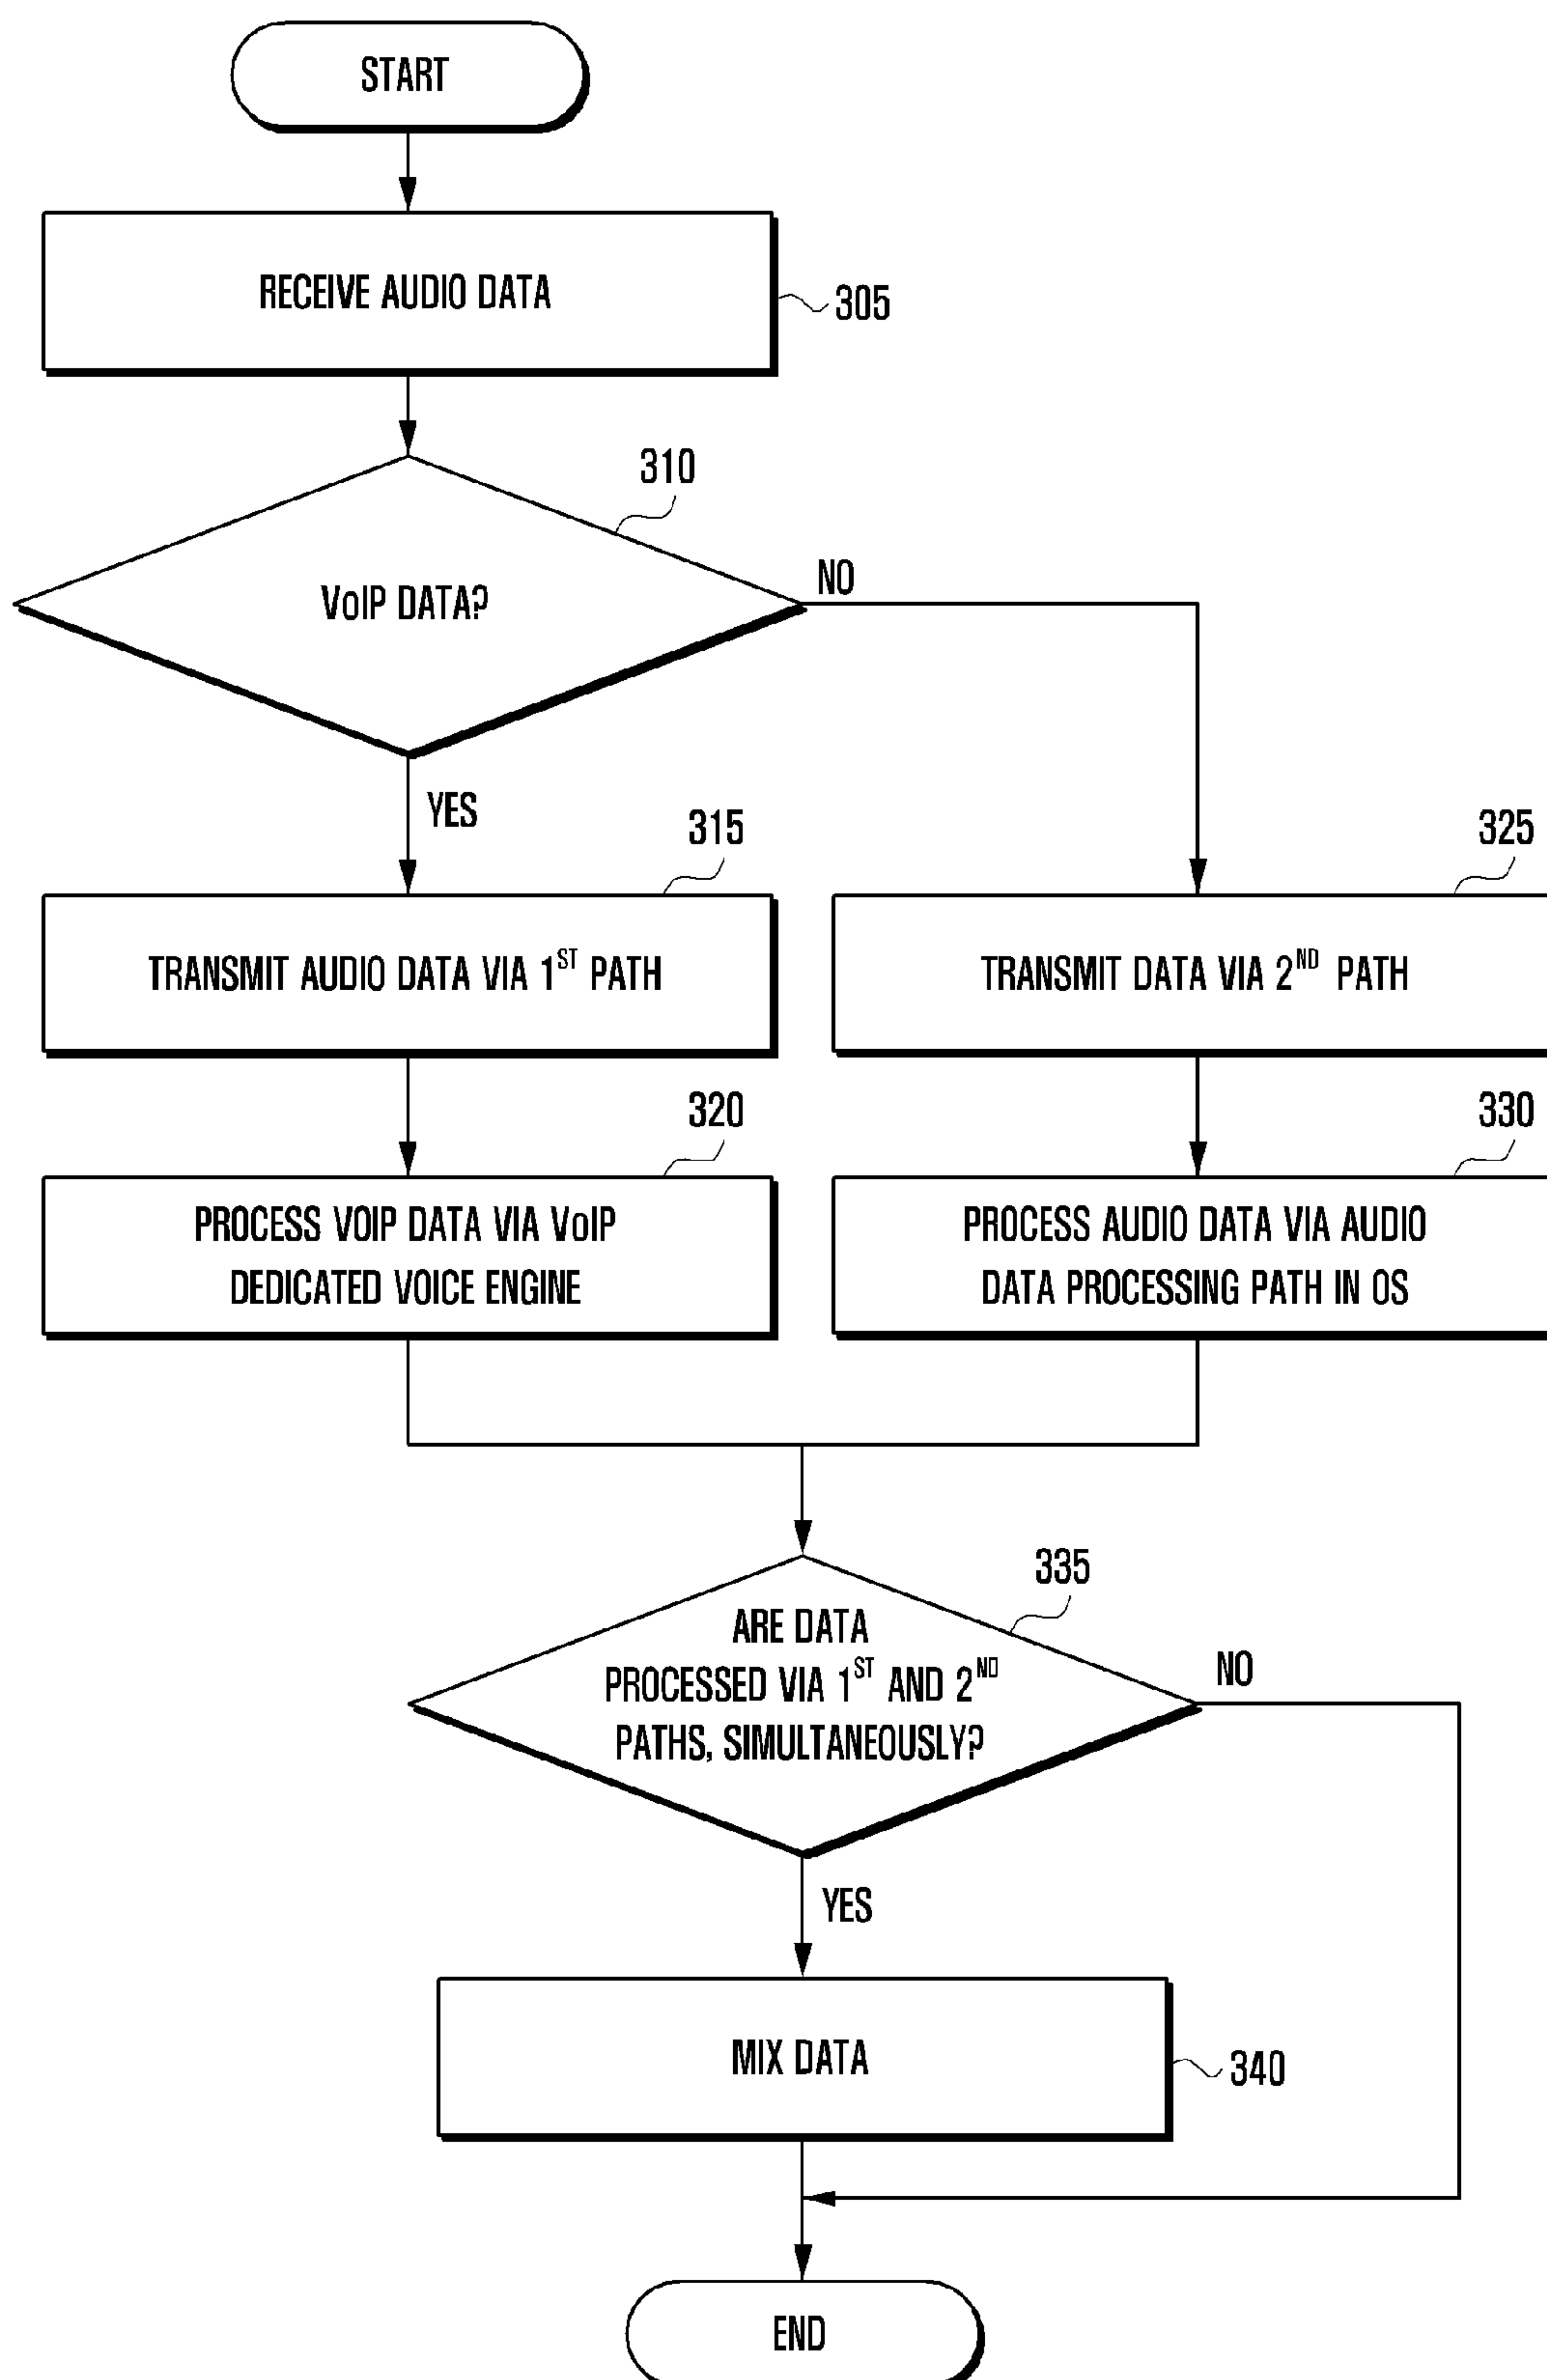 START
RECEIVE AUDIO DATA
305
310
VoIP DATA?
NO
YES
315
325
TRANSMIT AUDIO DATA VIA 1ST PATH
TRANSMIT DATA VIA 2ND PATH
320
330
PROCESS VOIP DATA VIA VoIP
DEDICATED VOICE ENGINE
PROCESS AUDIO DATA VIA AUDIO
DATA PROCESSING PATH IN OS
335
ARE DATA
PROCESSED VIA 1ST AND 2ND
PATHS, SIMULTANEOUSLY?
NO
YES
MIX DATA
340
END